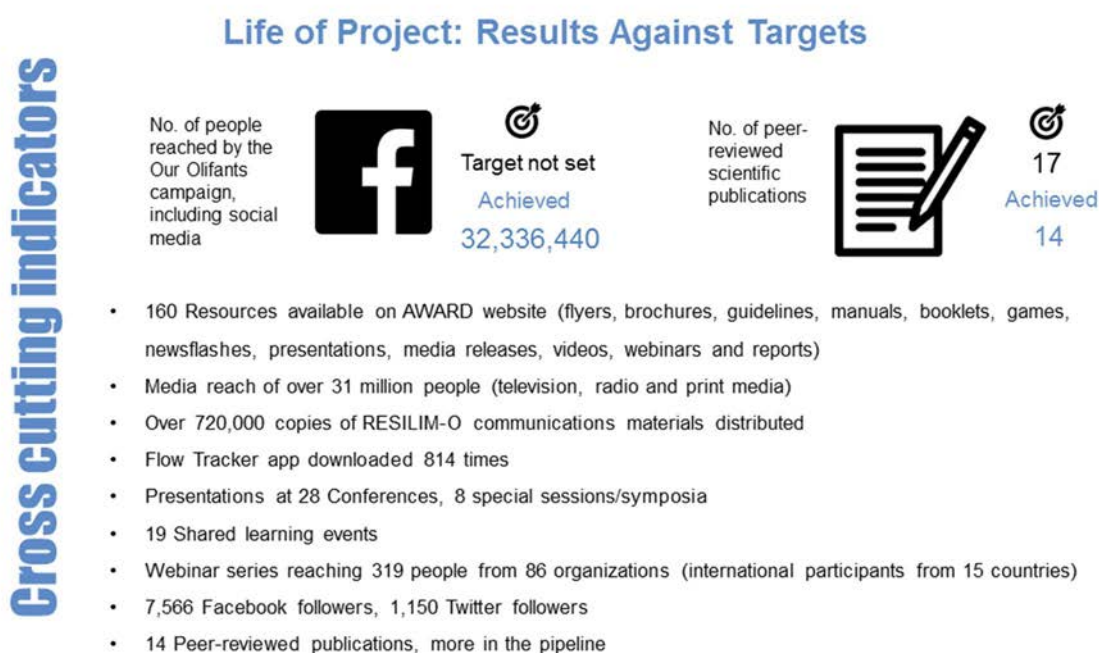 Life of Project: Results Against Targets
Cross cutting indicators
No. of people
reached by the
Our Olifants
campaign,
including social
media
Target not set
Achieved
32,336,440
No. of peer-
reviewed
scientific
publications
17
Achieved
14
• 160 Resources available on AWARD website (flyers, brochures, guidelines, manuals, booklets, games,
newsflashes, presentations, media releases, videos, webinars and reports)
• Media reach of over 31 million people (television, radio and print media)
• Over 720,000 copies of RESILIM-O communications materials distributed
• Flow Tracker app downloaded 814 times
• Presentations at 28 Conferences, 8 special sessions/symposia
• 19 Shared learning events
• Webinar series reaching 319 people from 86 organizations (international participants from 15 countries)
• 7,566 Facebook followers, 1,150 Twitter followers
• 14 Peer-reviewed publications, more in the pipeline